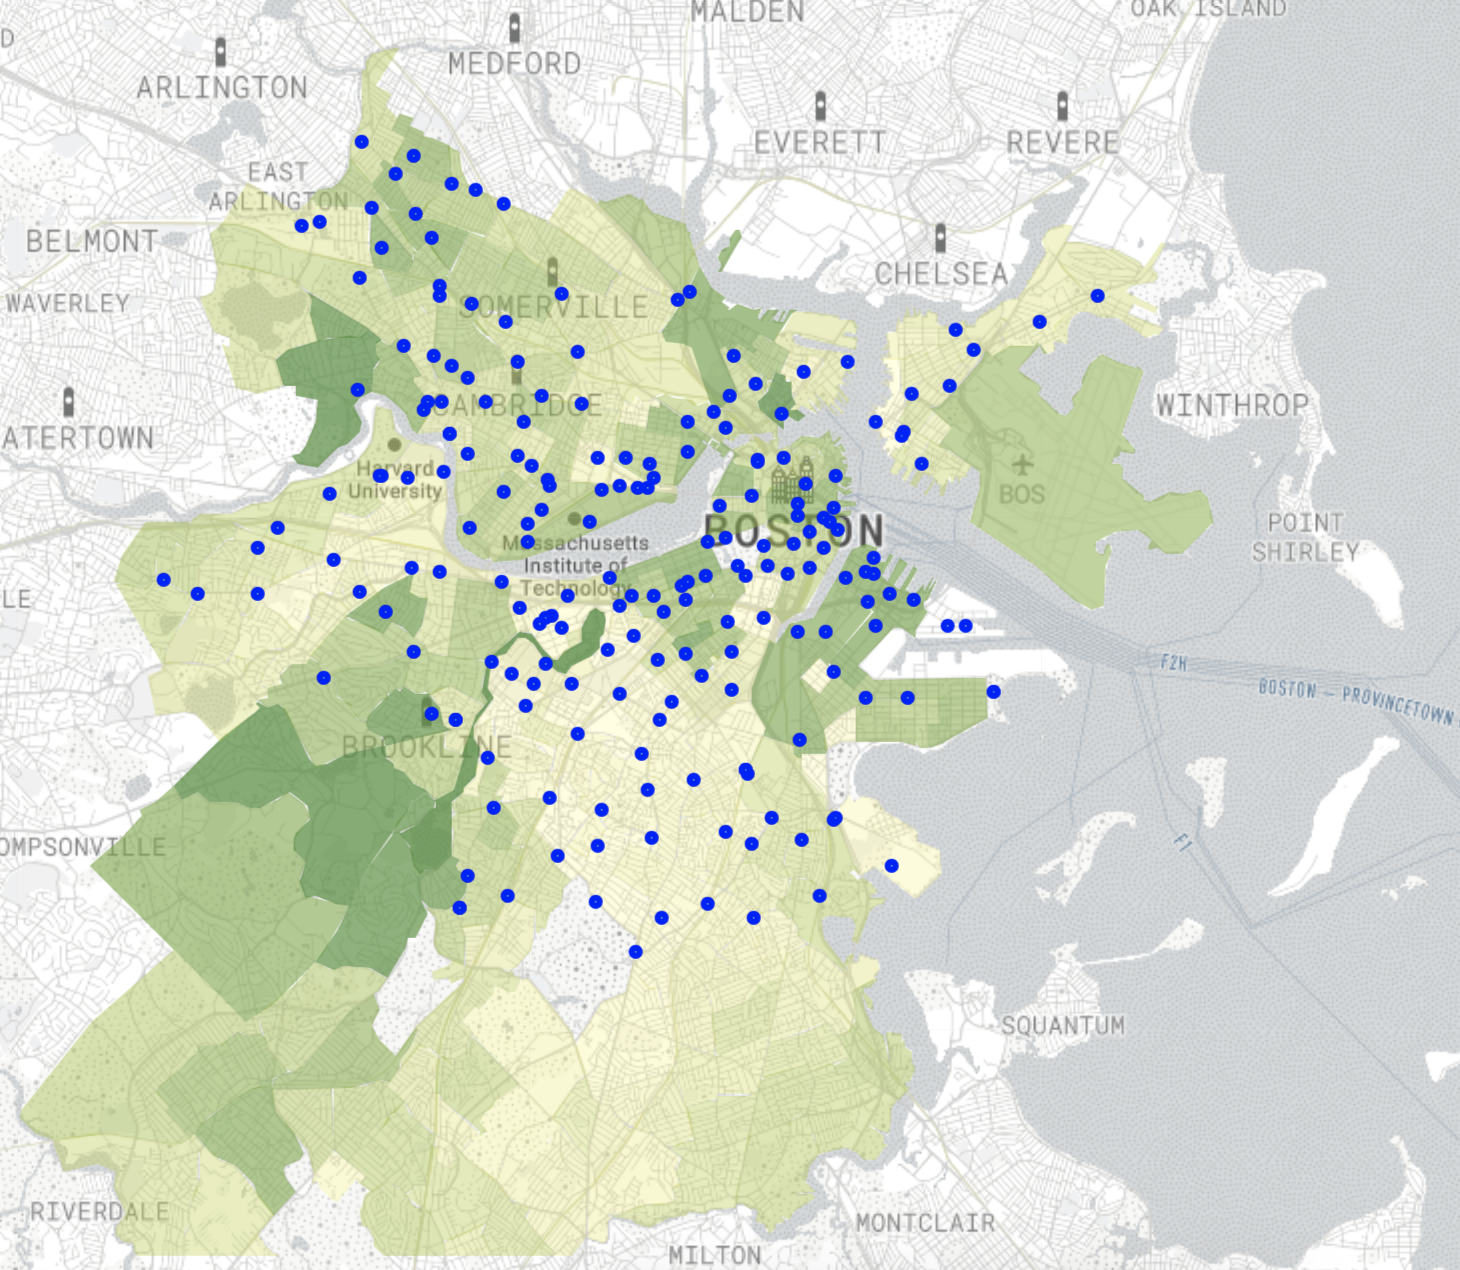 OAK ISLAND
MALDEN
D
MEDFORD
ARLINGTON
EVERETT
REVERE
EAST
ARLINGTON
BELMONT
CHELSEA
WAVERLEY
SOMERVILLE
CAMBRIDGE
WINTHROP
ATERTOWN
Harvard
University
BOS
BOSTON
POINT
SHIRLEY
Massachusetts
Institute of
Technology
LE
F2H
BOSTON – PROVINCETOWN
BROOKLINE
OMPSONVILLE
F1
SQUANTUM
RIVERDALE
MONTCLAIR
MILTON